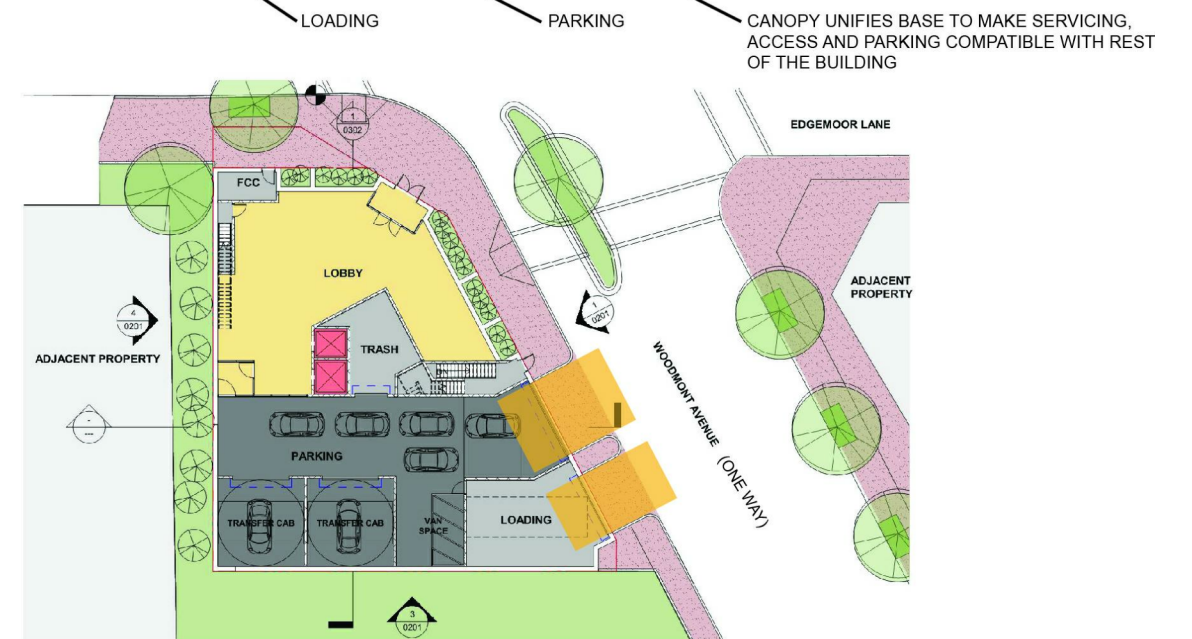 LOADING
PARKING
CANOPY UNIFIES BASE TO MAKE SERVICING,
ACCESS AND PARKING COMPATIBLE WITH REST
OF THE BUILDING
EDGEMOOR LANE
1
0302
FCC
LOBBY
ADJACENT
PROPERTY
4
0201
1
0201
TRASH
ADJACENT PROPERTY
WOODMONT AVENUE (ONE WAY)
PARKING
TRANSFER CAB
TRANSFER CAB
VAN
SPACE
LOADING
3
0201